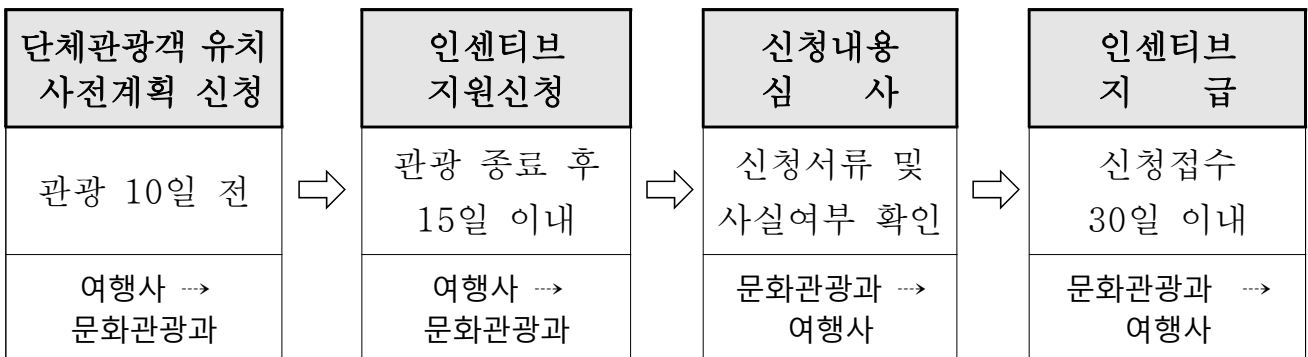 단체관광객 유치
사전계획 신청
관광 10일 전
여행사 ⤏
문화관광과
⇨
인센티브
지원신청
관광 종료 후
15일 이내
여행사 ⤏
문화관광과
⇨
신청내용
심 사
신청서류 및
사실여부 확인
문화관광과 ⤏
여행사
⇨
인센티브
지 급
신청접수
30일 이내
문화관광과 ⤏
여행사